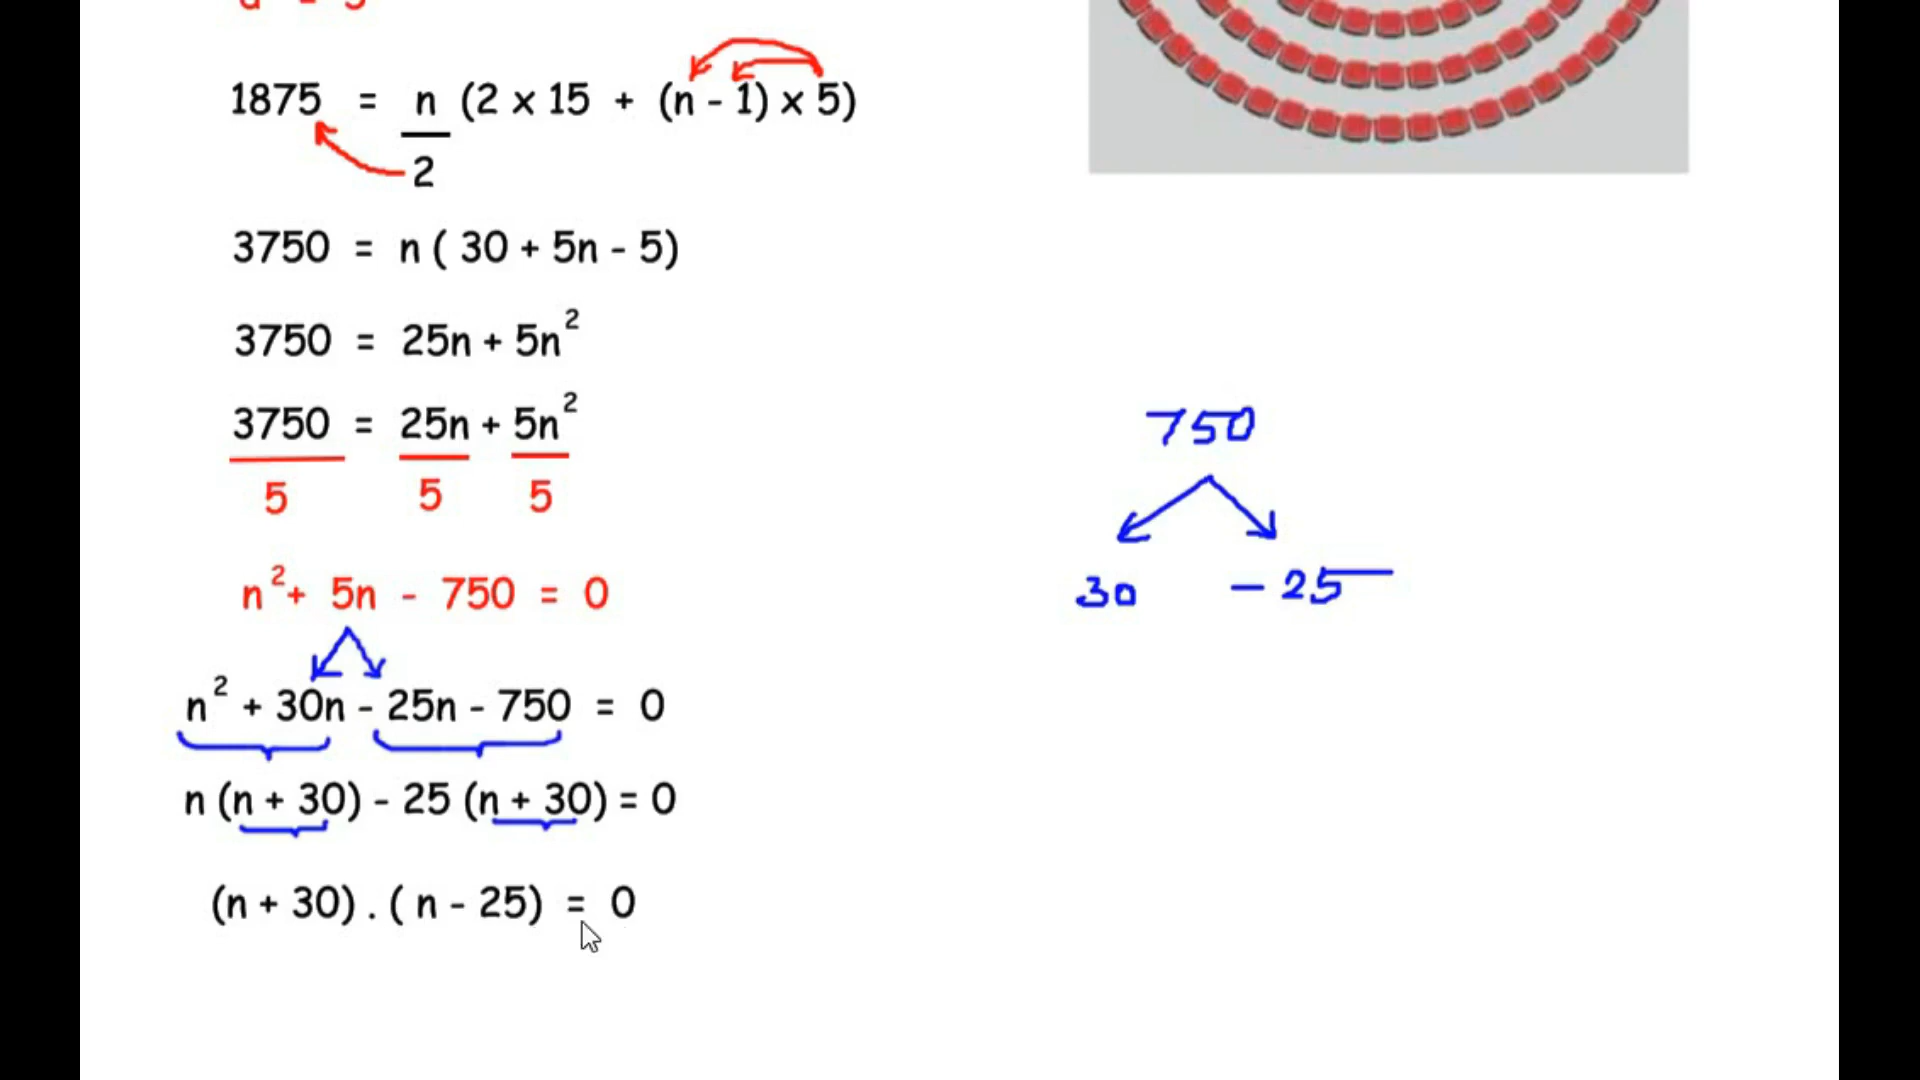 d = 5
1875 = n (2 x 15 + (n - 1) x 5)
2
3750 = n ( 30 + 5n - 5)
3750 = 25n + 5n²
3750 = 25n + 5n²
5 5 5
n² + 5n - 750 = 0
n² + 30n - 25n - 750 = 0
n (n + 30) - 25 (n + 30) = 0
(n + 30) . ( n - 25) = 0
750
30 - 25